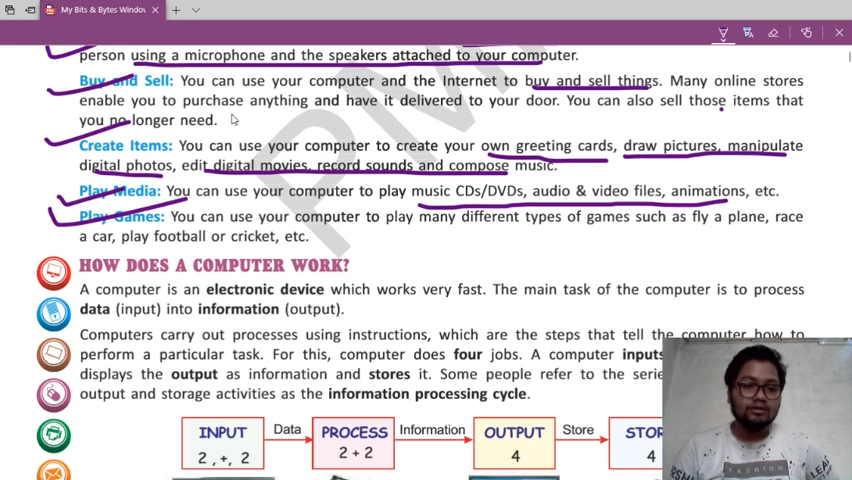 My Bits & Bytes Window
person using a microphone and the speakers attached to your computer.
Buy and Sell: You can use your computer and the Internet to buy and sell things. Many online stores
enable you to purchase anything and have it delivered to your door. You can also sell those items that
you no longer need.
Create Items: You can use your computer to create your own greeting cards, draw pictures, manipulate
digital photos, edit digital movies, record sounds and compose music.
Play Media: You can use your computer to play music CDs/DVDs, audio & video files, animations, etc.
Play Games: You can use your computer to play many different types of games such as fly a plane, race
a car, play football or cricket, etc.
HOW DOES A COMPUTER WORK?
A computer is an electronic device which works very fast. The main task of the computer is to process
data (input) into information (output).
Computers carry out processes using instructions, which are the steps that tell the computer how to
perform a particular task. For this, computer does four jobs. A computer inputs
displays the output as information and stores it. Some people refer to the
output and storage activities as the information processing cycle.
INPUT Data PROCESS Information OUTPUT Store
2 , +, 2 2 + 2 4 4
FASHION